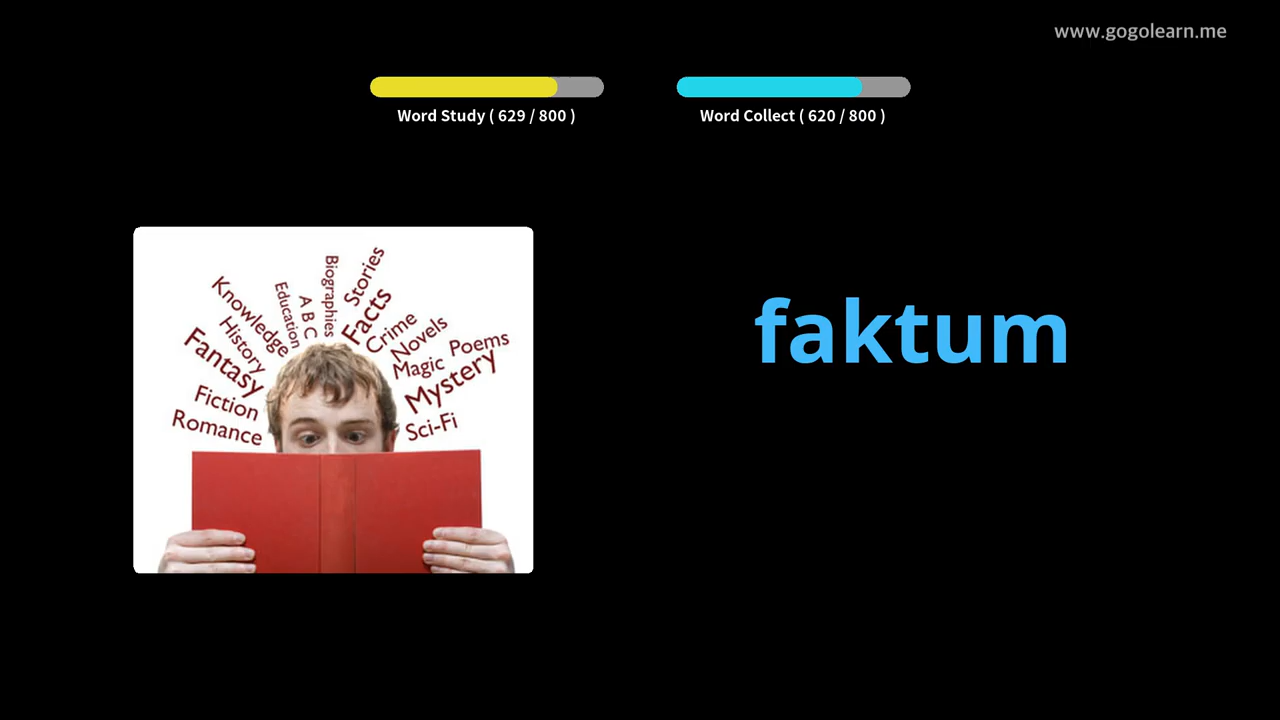 www.gogolearn.me
Word Study ( 629 / 800 )
Word Collect ( 620 / 800 )
faktum
Biographies
Stories
Education
A B C
Facts
Knowledge
History
Crime
Novels
Poems
Fantasy
Magic
Mystery
Fiction
Romance
Sci-Fi